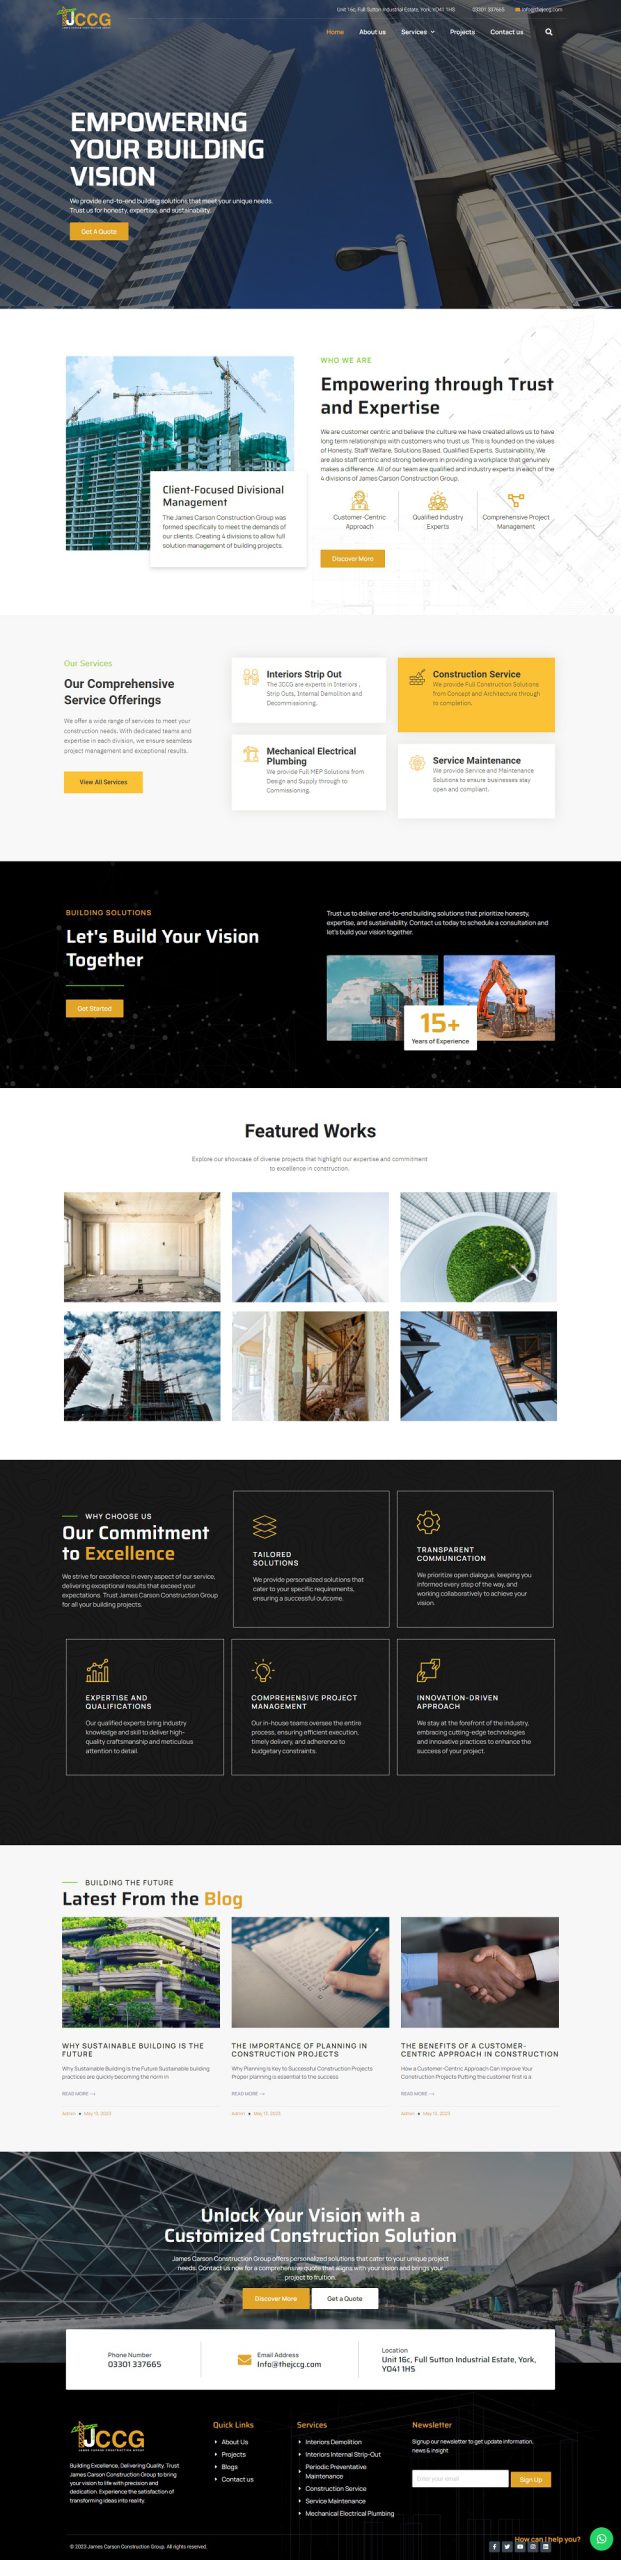 JCCG
JAMES CARSON CONSTRUCTION GROUP
Unit 16c, Full Sutton Industrial Estate, York, YO41 1HS
03301 337665
Info@thejccg.com
Home
About us
Services
Projects
Contact us
EMPOWERING
YOUR BUILDING
VISION
We provide end-to-end building solutions that meet your unique needs.
Trust us for honesty, expertise, and sustainability.
Get A Quote
WHO WE ARE
Empowering through Trust
and Expertise
We are customer centric and believe the culture we have created allows us to have
long term relationships with customers who trust us. This is founded on the values
of Honesty, Staff Welfare, Solutions Based, Qualified Experts, Sustainability. We
are also staff centric and strong believers in providing a workplace that genuinely
makes a difference. All of our team are qualified and industry experts in each of the
4 divisions of James Carson Construction Group.
Client-Focused Divisional
Management
The James Carson Construction Group was
formed specifically to meet the demands of
our clients. Creating 4 divisions to allow full
solution management of building projects.
Customer-Centric
Approach
Qualified Industry
Experts
Comprehensive Project
Management
Discover More
Our Services
Our Comprehensive
Service Offerings
We offer a wide range of services to meet your
construction needs. With dedicated teams and
expertise in each division, we ensure seamless
project management and exceptional results.
View All Services
Interiors Strip Out
The JCCG are experts in Interiors ,
Strip Outs, Internal Demolition and
Decommissioning.
Construction Service
We provide Full Construction Solutions
from Concept and Architecture through
to completion.
Mechanical Electrical
Plumbing
We provide Full MEP Solutions from
Design and Supply through to
Commissioning.
Service Maintenance
We provide Service and Maintenance
Solutions to ensure businesses stay
open and compliant.
BUILDING SOLUTIONS
Let's Build Your Vision
Together
Get Started
Trust us to deliver end-to-end building solutions that prioritize honesty,
expertise, and sustainability. Contact us today to schedule a consultation and
let's build your vision together.
15+
Years of Experience
Featured Works
Explore our showcase of diverse projects that highlight our expertise and commitment
to excellence in construction.
WHY CHOOSE US
Our Commitment
to Excellence
We strive for excellence in every aspect of our service,
delivering exceptional results that exceed your
expectations. Trust James Carson Construction Group
for all your building projects.
TAILORED
SOLUTIONS
We provide personalized solutions that
cater to your specific requirements,
ensuring a successful outcome.
TRANSPARENT
COMMUNICATION
We prioritize open dialogue, keeping you
informed every step of the way, and
working collaboratively to achieve your
vision.
EXPERTISE AND
QUALIFICATIONS
Our qualified experts bring industry
knowledge and skill to deliver high-
quality craftsmanship and meticulous
attention to detail.
COMPREHENSIVE PROJECT
MANAGEMENT
Our in-house teams oversee the entire
process, ensuring efficient execution,
timely delivery, and adherence to
budgetary constraints.
INNOVATION-DRIVEN
APPROACH
We stay at the forefront of the industry,
embracing cutting-edge technologies
and innovative practices to enhance the
success of your project.
BUILDING THE FUTURE
Latest From the Blog
WHY SUSTAINABLE BUILDING IS THE
FUTURE
Why Sustainable Building Is the Future Sustainable building
practices are quickly becoming the norm in
READ MORE
Admin • May 13, 2023
THE IMPORTANCE OF PLANNING IN
CONSTRUCTION PROJECTS
Why Planning Is Key to Successful Construction Projects
Proper planning is essential to the success
READ MORE
Admin • May 13, 2023
THE BENEFITS OF A CUSTOMER-
CENTRIC APPROACH IN CONSTRUCTION
How a Customer-Centric Approach Can Improve Your
Construction Projects Putting the customer first is a
READ MORE
Admin • May 13, 2023
Unlock Your Vision with a
Customized Construction Solution
James Carson Construction Group offers personalized solutions that cater to your unique project
needs. Contact us now for a comprehensive quote that aligns with your vision and brings your
project to fruition.
Discover More
Get a Quote
Phone Number
03301 337665
Email Address
Info@thejccg.com
Location
Unit 16c, Full Sutton Industrial Estate, York,
YO41 1HS
JCCG
JAMES CARSON CONSTRUCTION GROUP
Building Excellence, Delivering Quality. Trust
James Carson Construction Group to bring
your vision to life with precision and
dedication. Experience the satisfaction of
transforming ideas into reality.
Quick Links
About Us
Projects
Blogs
Contact us
Services
Interiors Demolition
Interiors Internal Strip-Out
Periodic Preventative
Maintenance
Construction Service
Service Maintenance
Mechanical Electrical Plumbing
Newsletter
Signup our newsletter to get update information,
news & insight
Enter your email
Sign Up
© 2023 James Carson Construction Group. All rights reserved.
How can I help you?